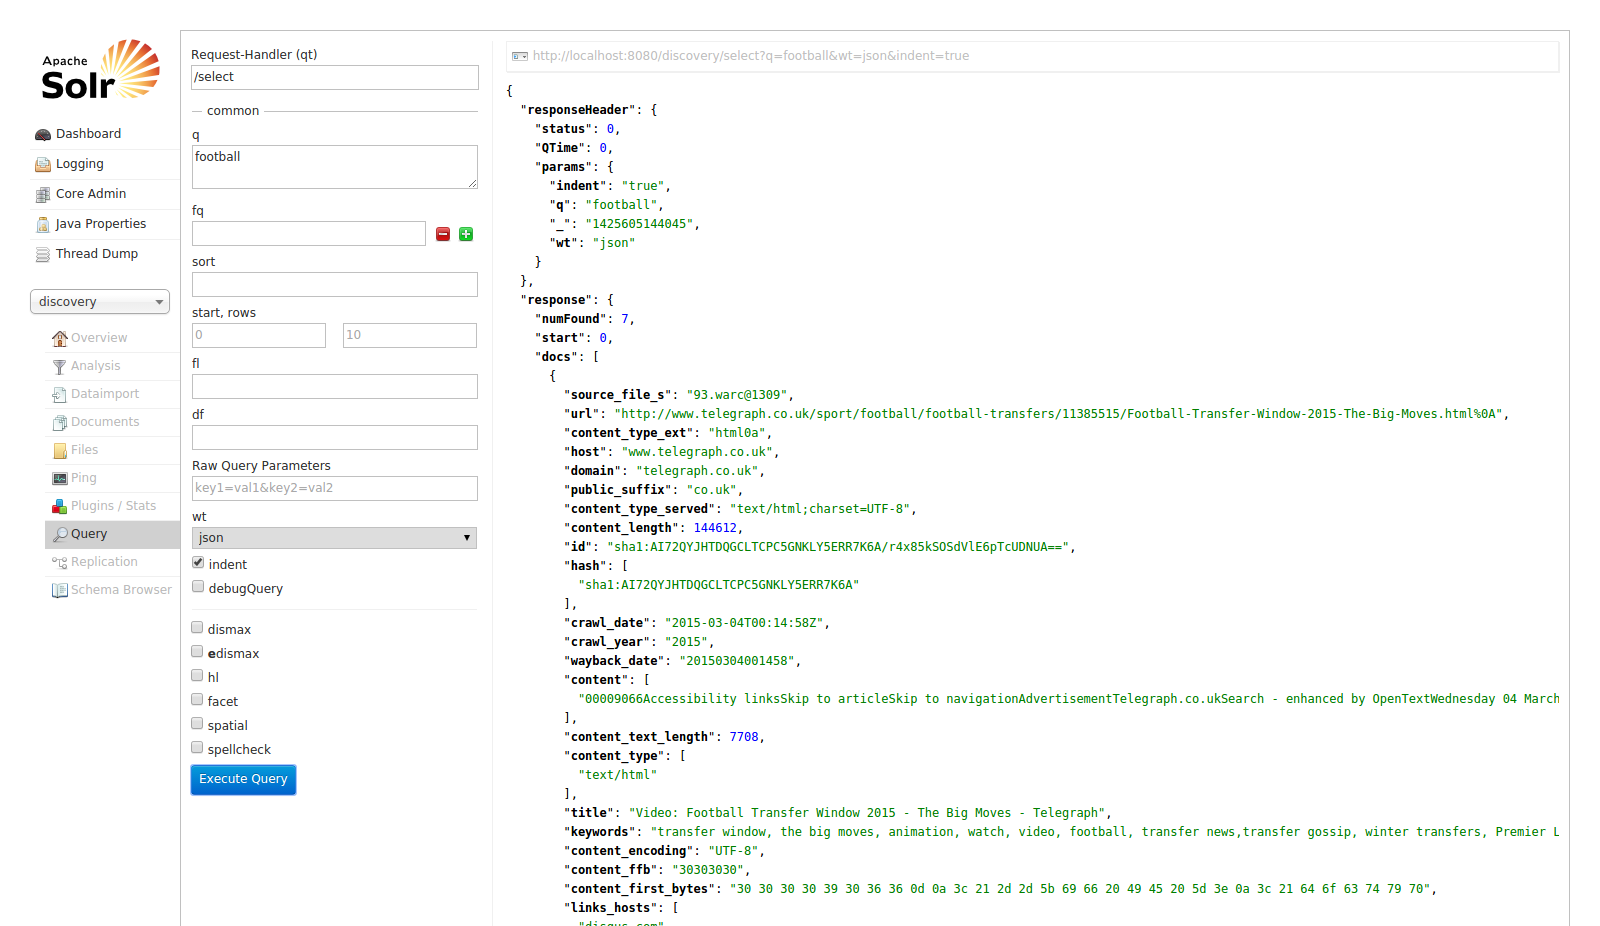 Apache
Solr
Dashboard
Logging
Core Admin
Java Properties
Thread Dump
discovery
Overview
Analysis
Dataimport
Documents
Files
Ping
Plugins / Stats
Query
Replication
Schema Browser
Request-Handler (qt)
/select
common
q
football
fq
sort
start, rows
0 10
fl
df
Raw Query Parameters
key1=val1&key2=val2
wt
json
indent
debugQuery
dismax
edismax
hl
facet
spatial
spellcheck
Execute Query
http://localhost:8080/discovery/select?q=football&wt=json&indent=true
{
"responseHeader": {
"status": 0,
"QTime": 0,
"params": {
"indent": "true",
"q": "football",
"_": "1425605144045",
"wt": "json"
}
},
"response": {
"numFound": 7,
"start": 0,
"docs": [
{
"source_file_s": "93.warc@1309",
"url": "http://www.telegraph.co.uk/sport/football/football-transfers/11385515/Football-Transfer-Window-2015-The-Big-Moves.html%0A",
"content_type_ext": "html0a",
"host": "www.telegraph.co.uk",
"domain": "telegraph.co.uk",
"public_suffix": "co.uk",
"content_type_served": "text/html;charset=UTF-8",
"content_length": 144612,
"id": "sha1:AI72QYJHTDQGCLTCPC5GNKLY5ERR7K6A/r4x85kSOSdVlE6pTcUDNUA==",
"hash": [
"sha1:AI72QYJHTDQGCLTCPC5GNKLY5ERR7K6A"
],
"crawl_date": "2015-03-04T00:14:58Z",
"crawl_year": "2015",
"wayback_date": "20150304001458",
"content": [
"00009066Accessibility linksSkip to articleSkip to navigationAdvertisementTelegraph.co.ukSearch - enhanced by OpenTextWednesday 04 March
],
"content_text_length": 7708,
"content_type": [
"text/html"
],
"title": "Video: Football Transfer Window 2015 - The Big Moves - Telegraph",
"keywords": "transfer window, the big moves, animation, watch, video, football, transfer news,transfer gossip, winter transfers, Premier L
"content_encoding": "UTF-8",
"content_ffb": "30303030",
"content_first_bytes": "30 30 30 30 39 30 36 36 0d 0a 3c 21 2d 2d 5b 69 66 20 49 45 20 5d 3e 0a 3c 21 64 6f 63 74 79 70",
"links_hosts": [
"disqus.com"